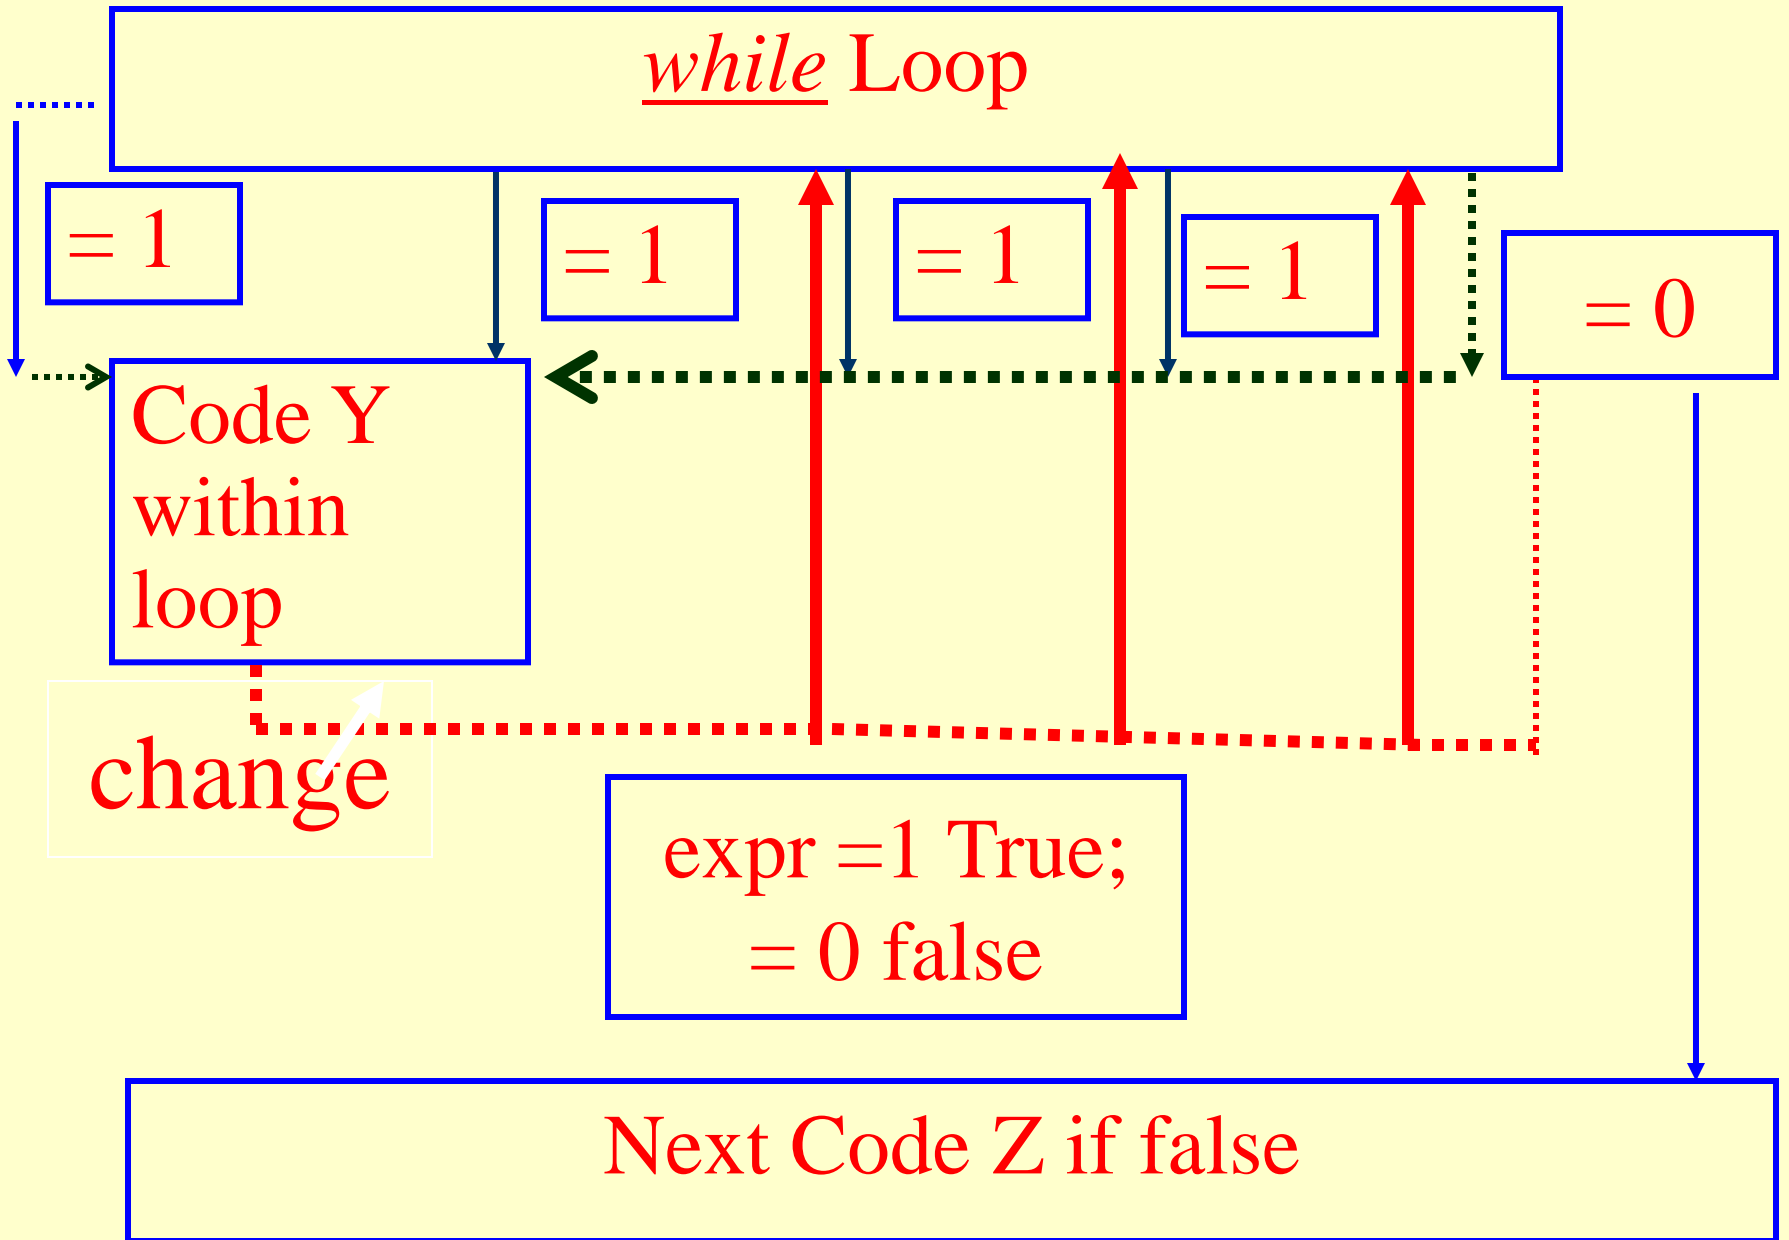 while Loop
= 1
= 1
= 1
= 1
= 0
Code Y
within
loop
change
expr =1 True;
= 0 false
Next Code Z if false